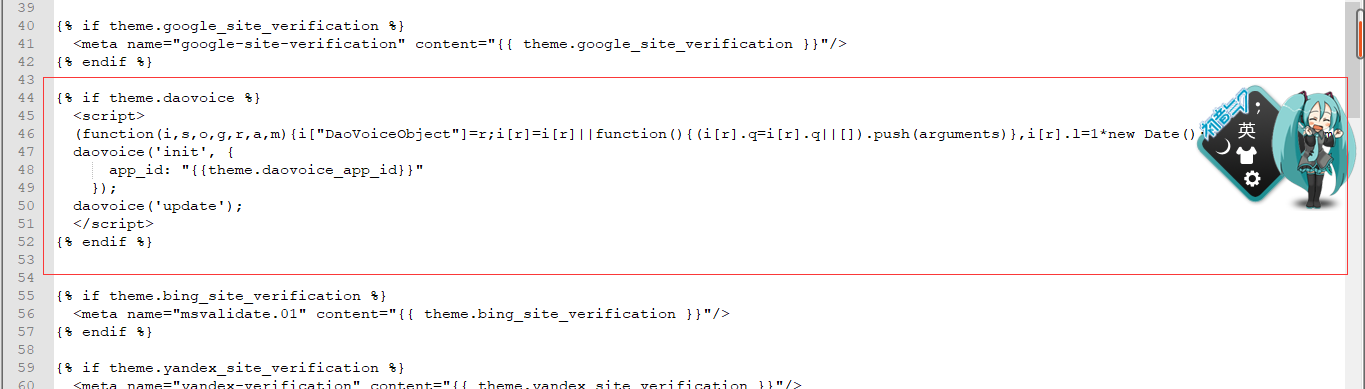 39
40 {% if theme.google_site_verification %}
41 <meta name="google-site-verification" content="{{ theme.google_site_verification }}"/>
42 {% endif %}
43
44 {% if theme.daovoice %}
45 <script>
46 (function(i,s,o,g,r,a,m){i["DaoVoiceObject"]=r;i[r]=i[r]||function(){(i[r].q=i[r].q||[]).push(arguments)},i[r].l=1*new Date()
初音ミク
;
英
47 daovoice('init', {
48 app_id: "{{theme.daovoice_app_id}}"
49 });
50 daovoice('update');
51 </script>
52 {% endif %}
53
54
55 {% if theme.bing_site_verification %}
56 <meta name="msvalidate.01" content="{{ theme.bing_site_verification }}"/>
57 {% endif %}
58
59 {% if theme.yandex_site_verification %}
60 <meta name="yandex-verification" content="{{ theme.yandex_site_verification }}"/>